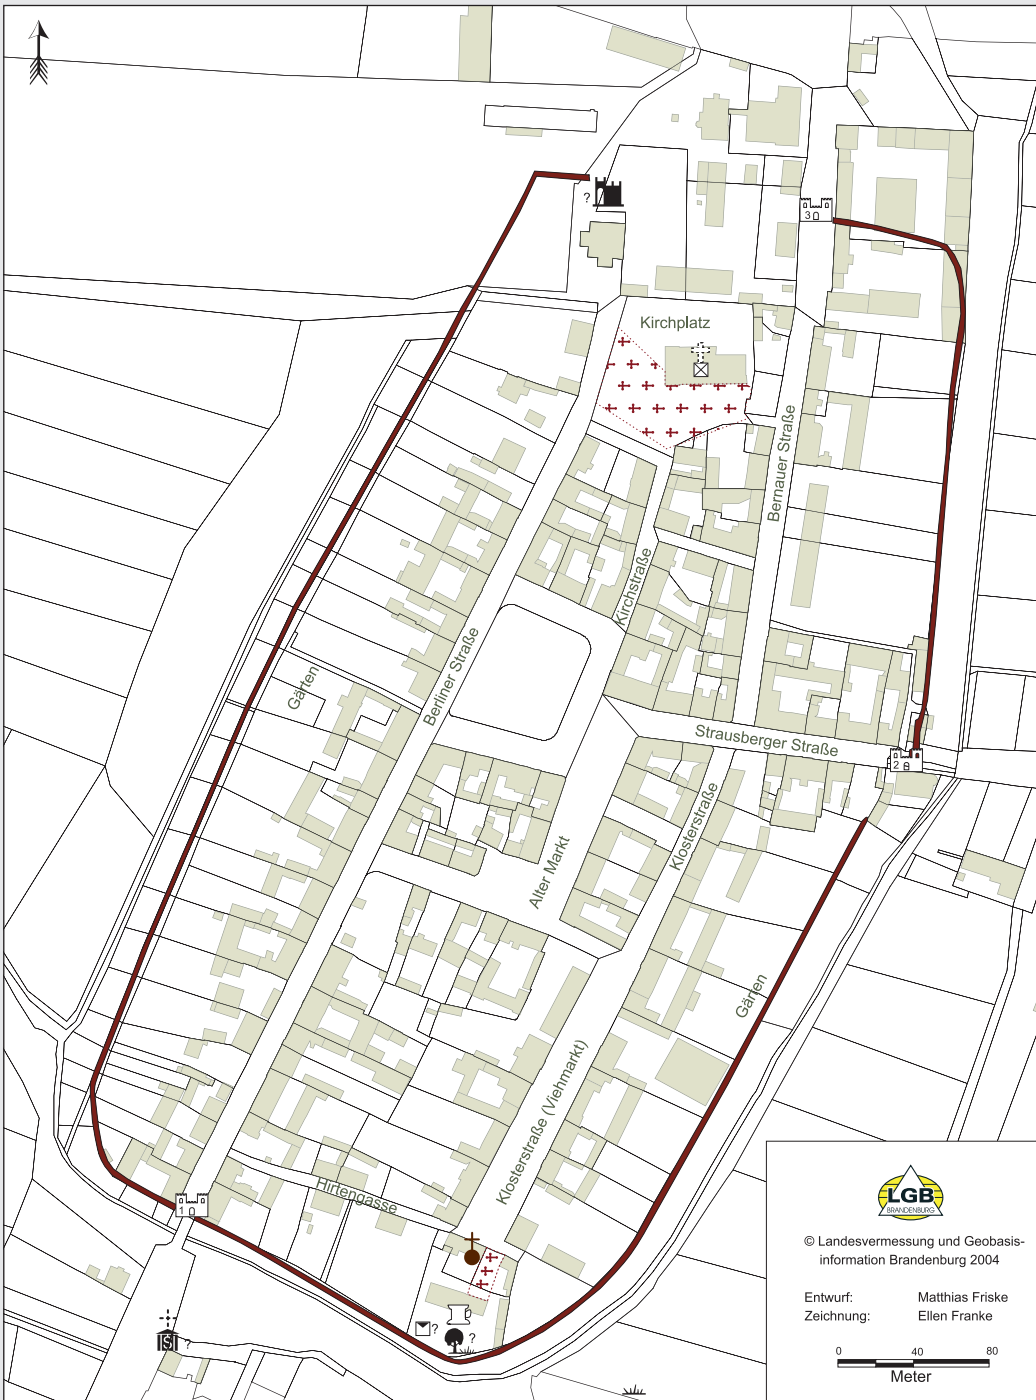 ?
3
Kirchplatz
Bernauer Straße
Kirchstraße
Berliner Straße
Gärten
Strausberger Straße
2
Klosterstraße
Alter Markt
Gärten
Klosterstraße (Viehmarkt)
Hirtengasse
1
?
?
S ?
LGB
BRANDENBURG
© Landesvermessung und Geobasis-
information Brandenburg 2004
Entwurf: Matthias Friske
Zeichnung: Ellen Franke
0 40 80
Meter